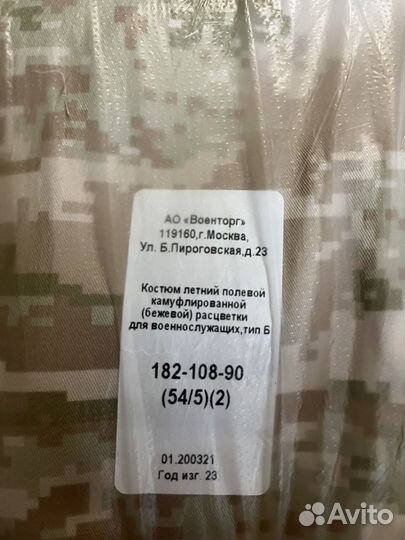 АО «Военторг»
119160,г.Москва,
Ул. Б.Пироговская,д.23
Костюм летний полевой
камуфлированной
(бежевой) расцветки
для военнослужащих,тип Б
182-108-90
(54/5)(2)
01.200321
Год изг. 23
Avito